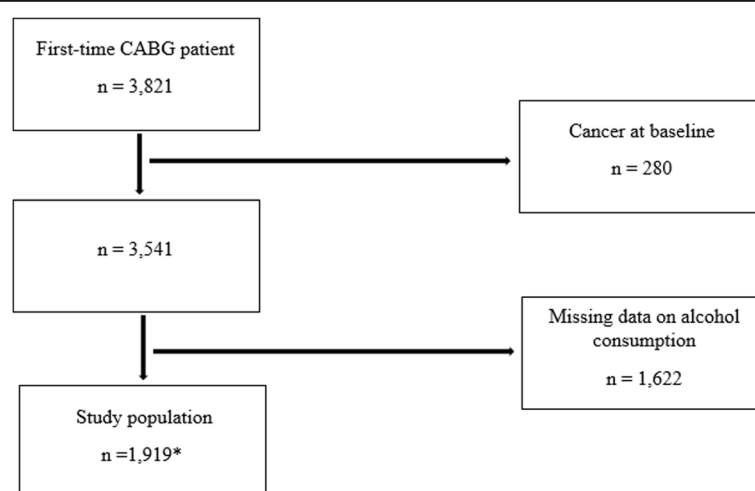 First-time CABG patient
n = 3,821
Cancer at baseline
n = 280
n = 3,541
Missing data on alcohol
consumption
n = 1,622
Study population
n =1,919*